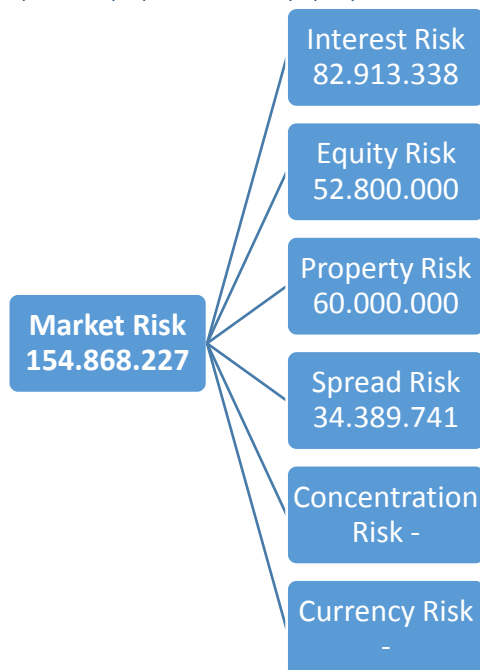 Interest Risk
82.913.338
Equity Risk
52.800.000
Property Risk
60.000.000
Market Risk
154.868.227
Spread Risk
34.389.741
Concentration
Risk -
Currency Risk
-